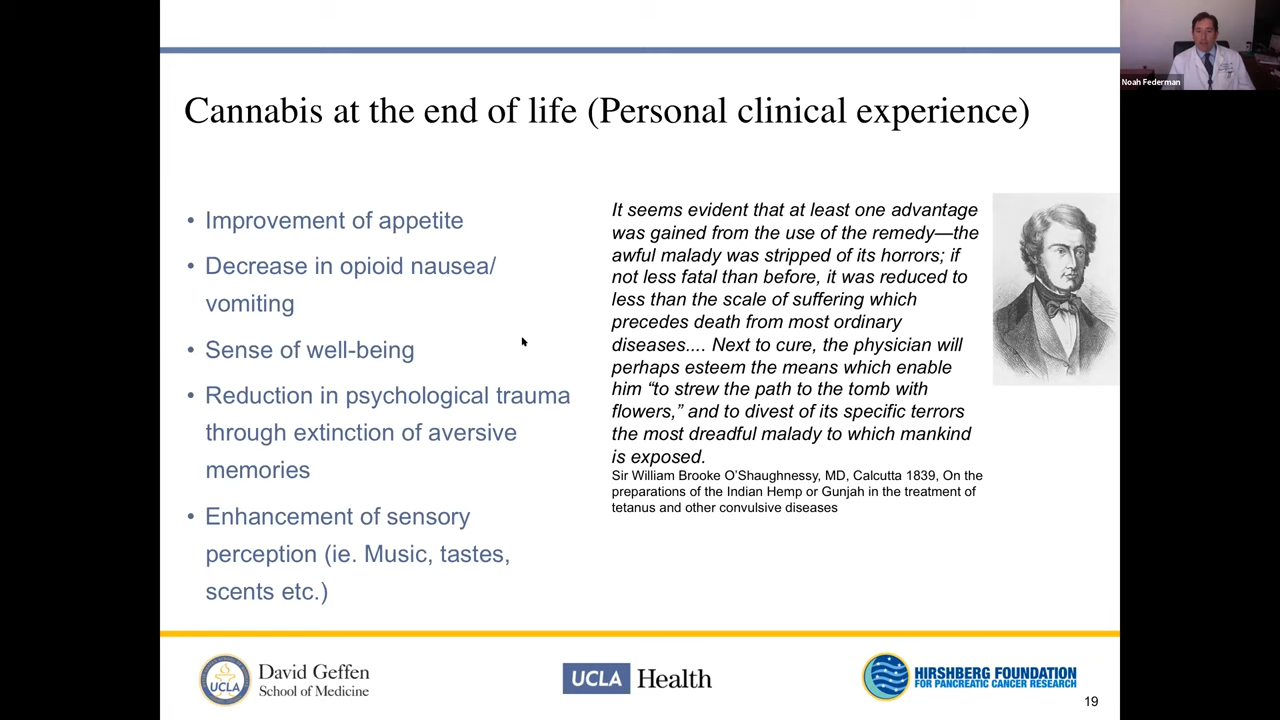 Noah Federman
Cannabis at the end of life (Personal clinical experience)
• Improvement of appetite
• Decrease in opioid nausea/
vomiting
• Sense of well-being
• Reduction in psychological trauma
through extinction of aversive
memories
• Enhancement of sensory
perception (ie. Music, tastes,
scents etc.)
It seems evident that at least one advantage
was gained from the use of the remedy—the
awful malady was stripped of its horrors; if
not less fatal than before, it was reduced to
less than the scale of suffering which
precedes death from most ordinary
diseases.... Next to cure, the physician will
perhaps esteem the means which enable
him “to strew the path to the tomb with
flowers,” and to divest of its specific terrors
the most dreadful malady to which mankind
is exposed.
Sir William Brooke O’Shaughnessy, MD, Calcutta 1839, On the
preparations of the Indian Hemp or Gunjah in the treatment of
tetanus and other convulsive diseases
UCLA
David Geffen
School of Medicine
UCLA Health
HIRSHBERG FOUNDATION
FOR PANCREATIC CANCER RESEARCH
19